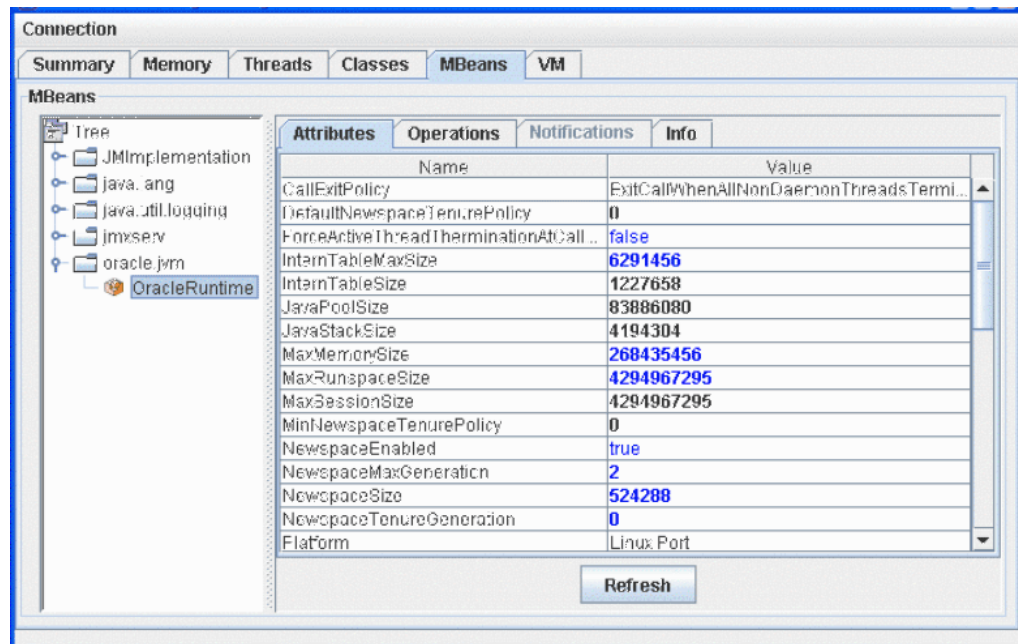 Connection
Summary Memory Threads Classes MBeans VM
MBeans
Tree
JMImplementation
java.lang
java.util.logging
jmxserv
oracle.jvm
OracleRuntime
Attributes Operations Notifications Info
Name Value
CallExitPolicy ExitCallWhenAllNonDaemonThreadsTermi...
DefaultNewspaceTenurePolicy 0
ForceActiveThreadTherminationAtCall... false
InternTableMaxSize 6291456
InternTableSize 1227658
JavaPoolSize 83886080
JavaStackSize 4194304
MaxMemorySize 268435456
MaxRunspaceSize 4294967295
MaxSessionSize 4294967295
MinNewspaceTenurePolicy 0
NewspaceEnabled true
NewspaceMaxGeneration 2
NewspaceSize 524288
NewspaceTenureGeneration 0
Platform Linux Port
Refresh